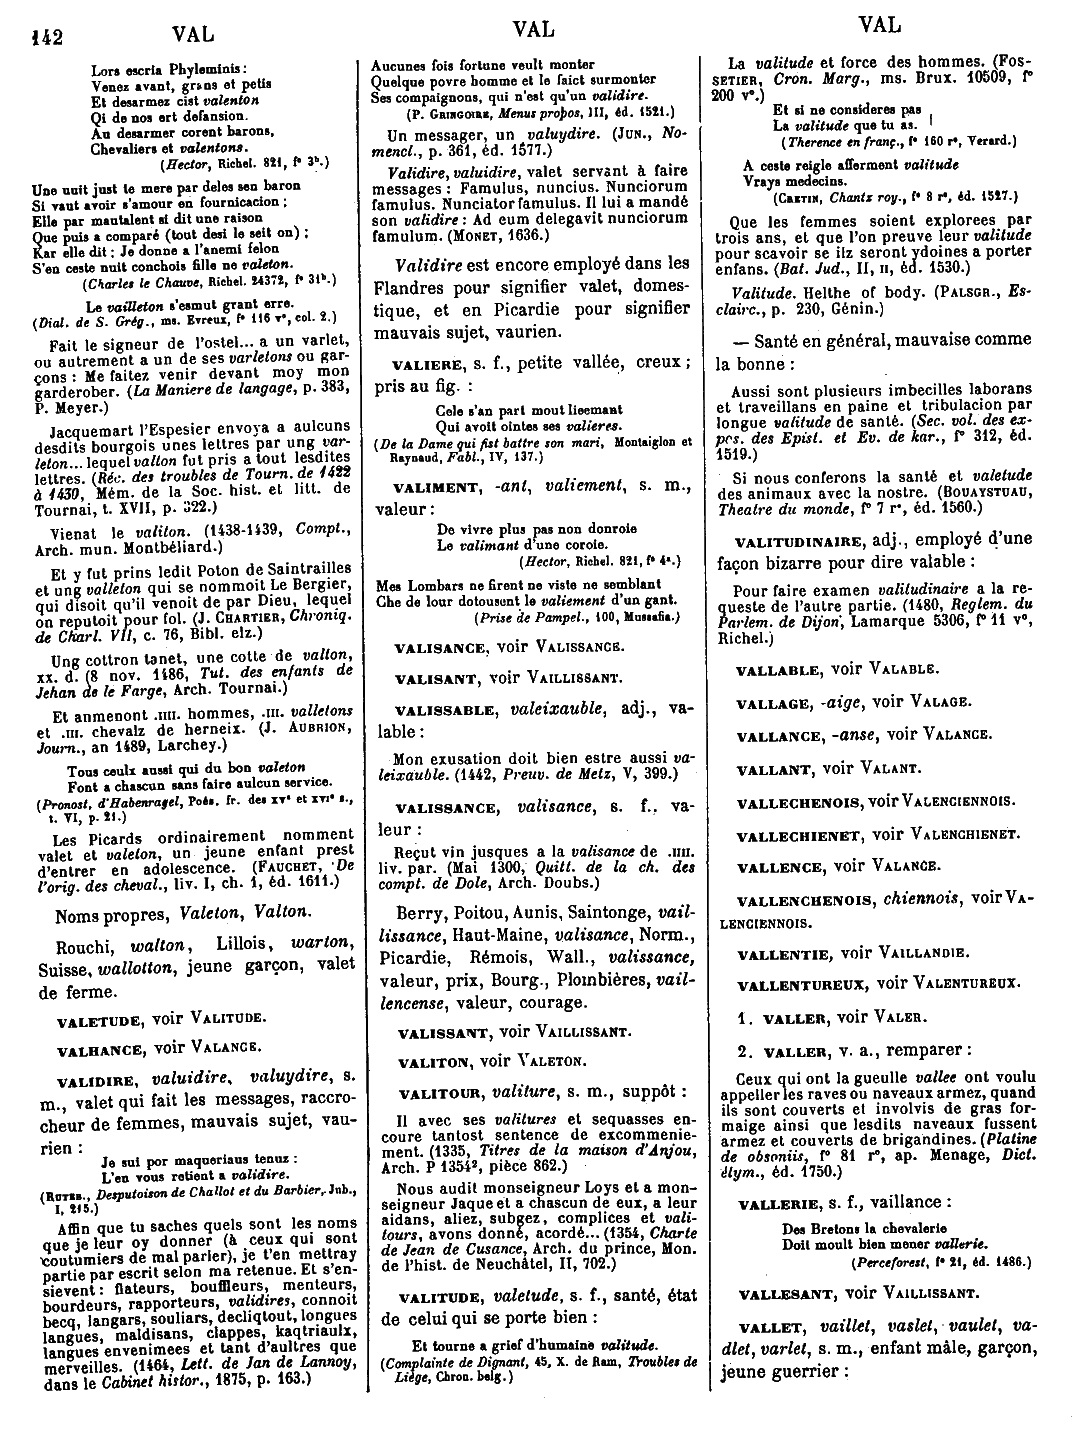 142 VAL VAL VAL
Lors escria Phyleminis :
Venez avant, grans et petis
Et desarmez cist valenton
Qi de nos ert defansion.
Au desarmer corent barons,
Chevaliers et valentons.
(Hector, Richel. 821, f° 3ᵇ.)
Une nuit just le mere par deles sen baron
Si vaut avoir s'amour en fournicacion ;
Elle par mautalent si dit une raison
Que puis a comparé (tout desi le seit on) ;
Kar elle dit : Je donne a l'anemi felon
S'en ceste nuit conchois fille ne valeton.
(Charles le Chauve, Richel. 24372, f° 31ᵇ.)
Le vailleton s'esmut grant erre.
(Dial. de S. Grég., ms. Evreux, f° 116 v°, col. 2.)
Fait le signeur de l'ostel... a un varlet,
ou autrement a un de ses varletons ou gar-
çons : Me faitez venir devant moy mon
garderober. (La Maniere de langage, p. 383,
P. Meyer.)
Jacquemart l'Espesier envoya a aulcuns
desdits bourgois unes lettres par ung var-
leton... lequel valton fut pris a tout lesdites
lettres. (Réc. des troubles de Tourn. de 1422
à 1430, Mém. de la Soc. hist. et litt. de
Tournai, t. XVII, p. 322.)
Vienat le valiton. (1438-1439, Compt.,
Arch. mun. Montbéliard.)
Et y fut prins ledit Poton de Saintrailles
et ung valleton qui se nommoit Le Bergier,
qui disoit qu'il venoit de par Dieu, lequel
on reputoit pour fol. (J. CHARTIER, Chroniq.
de Charl. VII, c. 76, Bibl. elz.)
Ung cottron tanet, une cotte de valton,
xx. d. (8 nov. 1486, Tut. des enfants de
Jehan de le Farge, Arch. Tournai.)
Et anmenont .IIII. hommes, .III. valletons
et .III. chevalz de herneix. (J. AUBRION,
Journ., an 1489, Larchey.)
Tous ceulx aussi qui du bon valeton
Font a chascun sans faire aulcun service.
(Pronost. d'Habenragel, Poés. fr. des XVᵉ et XVIᵉ s.,
t. VI, p. 21.)
Les Picards ordinairement nomment
valet et valeton, un jeune enfant prest
d'entrer en adolescence. (FAUCHET, De
l'orig. des cheval., liv. I, ch. 1, éd. 1611.)
Noms propres, Valeton, Valton.
Rouchi, walton, Lillois, warton,
Suisse, wallotton, jeune garçon, valet
de ferme.
VALETUDE, voir VALITUDE.
VALHANCE, voir VALANCE.
VALIDIRE, valuidire, valuydire, s.
m., valet qui fait les messages, raccro-
cheur de femmes, mauvais sujet, vau-
rien :
Je sui por maqueriaus tenuz :
L'en vous retient a validire.
(RUTEB., Desputoison de Challot et du Barbier, Jub.,
I, 215.)
Affin que tu saches quels sont les noms
que je leur oy donner (à ceux qui sont
coutumiers de mal parler), je t'en mettray
partie par escrit selon ma retenue. Et s'en-
sievent : flateurs, bouffleurs, menteurs,
bourdeurs, rapporteurs, validires, connoit
becq, langars, souliars, decliqtout, longues
langues, maldisans, clappes, kaqtriaulx,
langues envenimees et tant d'aultres que
merveilles. (1464, Lett. de Jan de Lannoy,
dans le Cabinet histor., 1875, p. 163.)
Aucunes fois fortune veult monter
Quelque povre homme et le faict surmonter
Ses compaignons, qui n'est qu'un validire.
(P. GRINGOIRE, Menus propos, III, éd. 1521.)
Un messager, un valuydire. (JUN., No-
mencl., p. 361, éd. 1577.)
Validire, valuidire, valet servant à faire
messages : Famulus, nuncius. Nunciorum
famulus. Nunciator famulus. Il lui a mandé
son validire : Ad eum delegavit nunciorum
famulum. (MONET, 1636.)
Validire est encore employé dans les
Flandres pour signifier valet, domes-
tique, et en Picardie pour signifier
mauvais sujet, vaurien.
VALIERE, s. f., petite vallée, creux ;
pris au fig. :
Cele s'an part mout lieemant
Qui avoit ointes ses valieres.
(De la Dame qui fist battre son mari, Montaiglon et
Raynaud, Fabl., IV, 137.)
VALIMENT, -ant, valiement, s. m.,
valeur :
De vivre plus pas non donroie
Le valimant d'une coroie.
(Hector, Richel. 821, f° 4ᵃ.)
Mes Lombars ne firent ne viste ne semblant
Che de lour dotousent le valiement d'un gant.
(Prise de Pampel., 100, Mussafia.)
VALISANCE, voir VALISSANCE.
VALISANT, voir VAILLISSANT.
VALISSABLE, valeixauble, adj., va-
lable :
Mon exusation doit bien estre aussi va-
leixauble. (1442, Preuv. de Metz, V, 399.)
VALISSANCE, valisance, s. f., va-
leur :
Reçut vin jusques a la valisance de .IIII.
liv. par. (Mai 1300, Quitt. de la ch. des
compt. de Dole, Arch. Doubs.)
Berry, Poitou, Aunis, Saintonge, vail-
lissance, Haut-Maine, valisance, Norm.,
Picardie, Rémois, Wall., valissance,
valeur, prix, Bourg., Plombières, vail-
lencense, valeur, courage.
VALISSANT, voir VAILLISSANT.
VALITON, voir VALETON.
VALITOUR, valiture, s. m., suppôt :
Il avec ses valitures et sequasses en-
coure tantost sentence de excommenie-
ment. (1335, Titres de la maison d'Anjou,
Arch. P 1354², pièce 862.)
Nous audit monseigneur Loys et a mon-
seigneur Jaque et a chascun de eux, a leur
aidans, aliez, subgez, complices et vali-
tours, avons donné, acordé... (1354, Charte
de Jean de Cusance, Arch. du prince, Mon.
de l'hist. de Neuchâtel, II, 702.)
VALITUDE, valetude, s. f., santé, état
de celui qui se porte bien :
Et tourne a grief d'humaine valitude.
(Complainte de Dignant, 45, X. de Ram, Troubles de
Liège, Chron. belg.)
La valitude et force des hommes. (FOS-
SETIER, Cron. Marg., ms. Brux. 10509, f°
200 v°.)
Et si ne consideres pas
La valitude que tu as.
(Therence en franç., f° 160 r°, Verard.)
A ceste reigle afferment valitude
Vrays medecins.
(CRETIN, Chantz roy., f° 8 r°, éd. 1527.)
Que les femmes soient explorees par
trois ans, et que l'on preuve leur valitude
pour scavoir se ilz seront ydoines a porter
enfans. (Bat. Jud., II, II, éd. 1530.)
Valitude. Helthe of body. (PALSGR., Es-
clairc., p. 230, Génin.)
— Santé en général, mauvaise comme
la bonne :
Aussi sont plusieurs imbecilles laborans
et traveillans en paine et tribulacion par
longue valitude de santé. (Sec. vol. des ex-
pos. des Epist. et Ev. de kar., f° 312, éd.
1519.)
Si nous conferons la santé et valetude
des animaux avec la nostre. (BOUAYSTUAU,
Theatre du monde, f° 7 r°, éd. 1560.)
VALITUDINAIRE, adj., employé d'une
façon bizarre pour dire valable :
Pour faire examen valitudinaire a la re-
queste de l'autre partie. (1480, Reglem. du
Parlem. de Dijon, Lamarque 5306, f° 11 v°,
Richel.)
VALLABLE, voir VALABLE.
VALLAGE, -aige, voir VALAGE.
VALLANCE, -anse, voir VALANCE.
VALLANT, voir VALANT.
VALLECHENOIS, voir VALENCIENNOIS.
VALLECHIENET, voir VALENCHIENET.
VALLENCE, voir VALANCE.
VALLENCHENOIS, chiennois, voir VA-
LENCIENNOIS.
VALLENTIE, voir VAILLANDIE.
VALLENTUREUX, voir VALENTUREUX.
1. VALLER, voir VALER.
2. VALLER, v. a., remparer :
Ceux qui ont la gueulle vallee ont voulu
appeller les raves ou naveaux armez, quand
ils sont couverts et involvis de gras for-
maige ainsi que lesdits naveaux fussent
armez et couverts de brigandines. (Platine
de obsoniis, f° 81 r°, ap. Menage, Dict.
étym., éd. 1750.)
VALLERIE, s. f., vaillance :
Des Bretons la chevalerie
Doit moult bien mener vallerie.
(Perceforest, f° 21, éd. 1486.)
VALLESANT, voir VAILLISSANT.
VALLET, vaillet, vaslet, vaulet, va-
dlet, varlet, s. m., enfant mâle, garçon,
jeune guerrier :